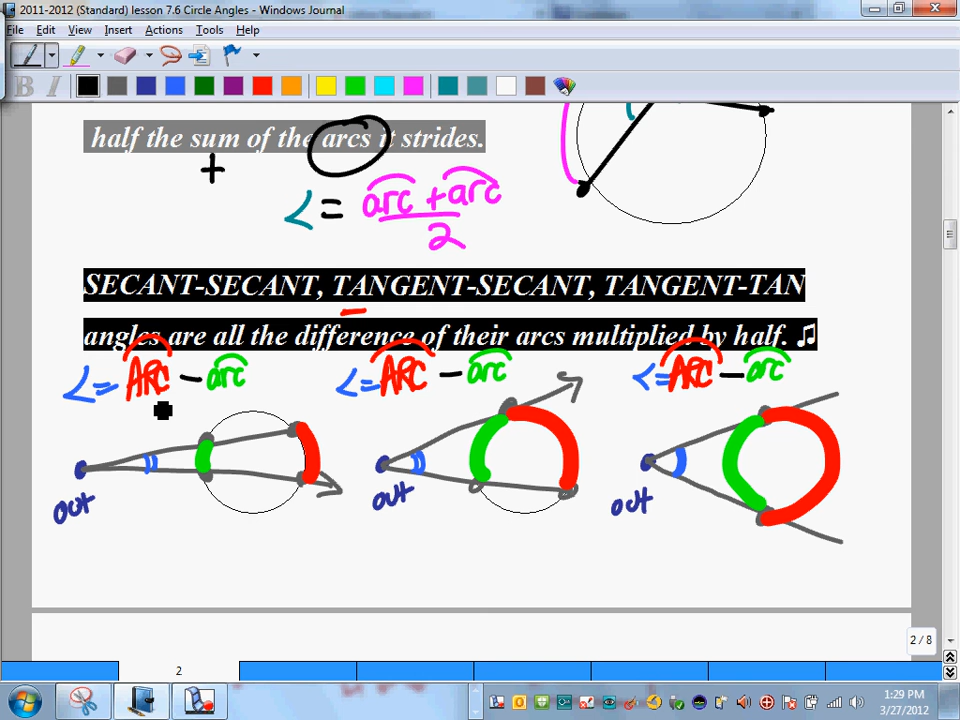 2011-2012 (Standard) lesson 7.6 Circle Angles - Windows Journal
File Edit View Insert Actions Tools Help
B I
half the sum of the arcs it strides.
+
∠ = arc + arc
2
SECANT-SECANT, TANGENT-SECANT, TANGENT-TAN
angles are all the difference of their arcs multiplied by half. ♫
∠= ARC - arc ∠= ARC - arc ∠= ARC - arc
out out out
2 / 8
2
1:29 PM
3/27/2012